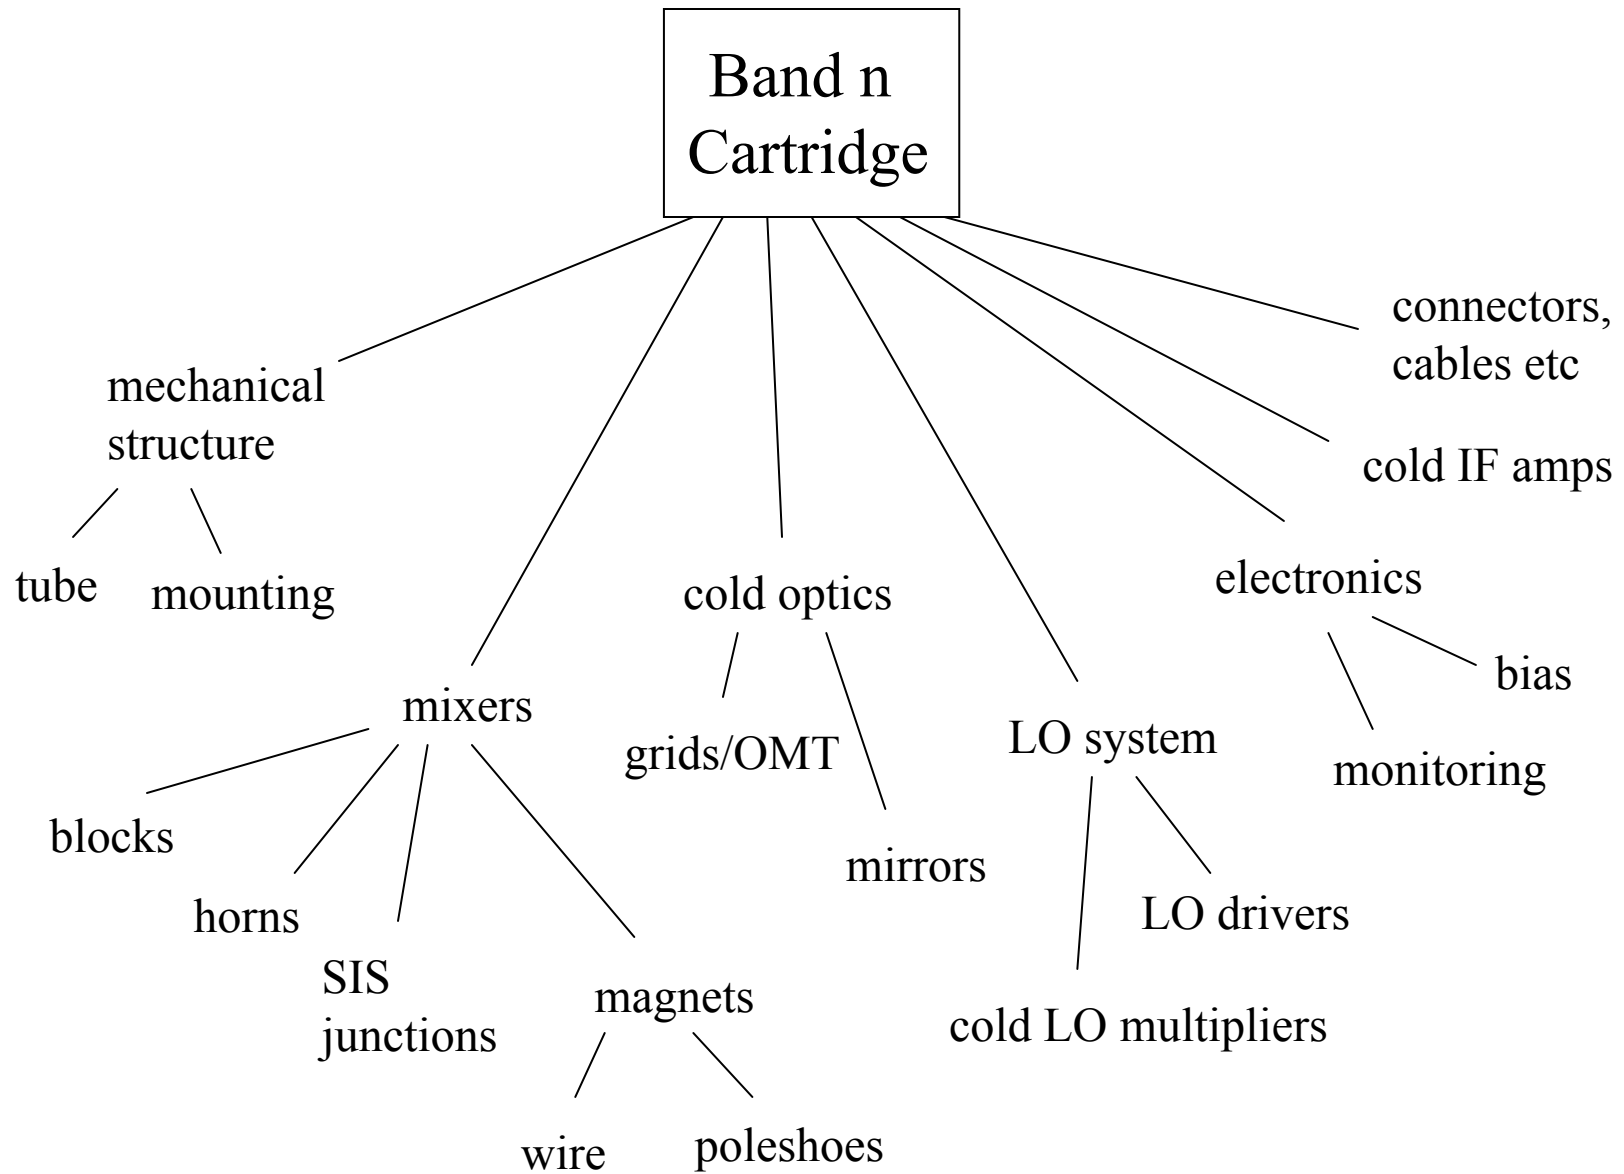 Band n
Cartridge
connectors,
cables etc
mechanical
structure
cold IF amps
tube
mounting
cold optics
electronics
bias
mixers
grids/OMT
LO system
monitoring
blocks
mirrors
horns
LO drivers
SIS
junctions
magnets
cold LO multipliers
wire
poleshoes